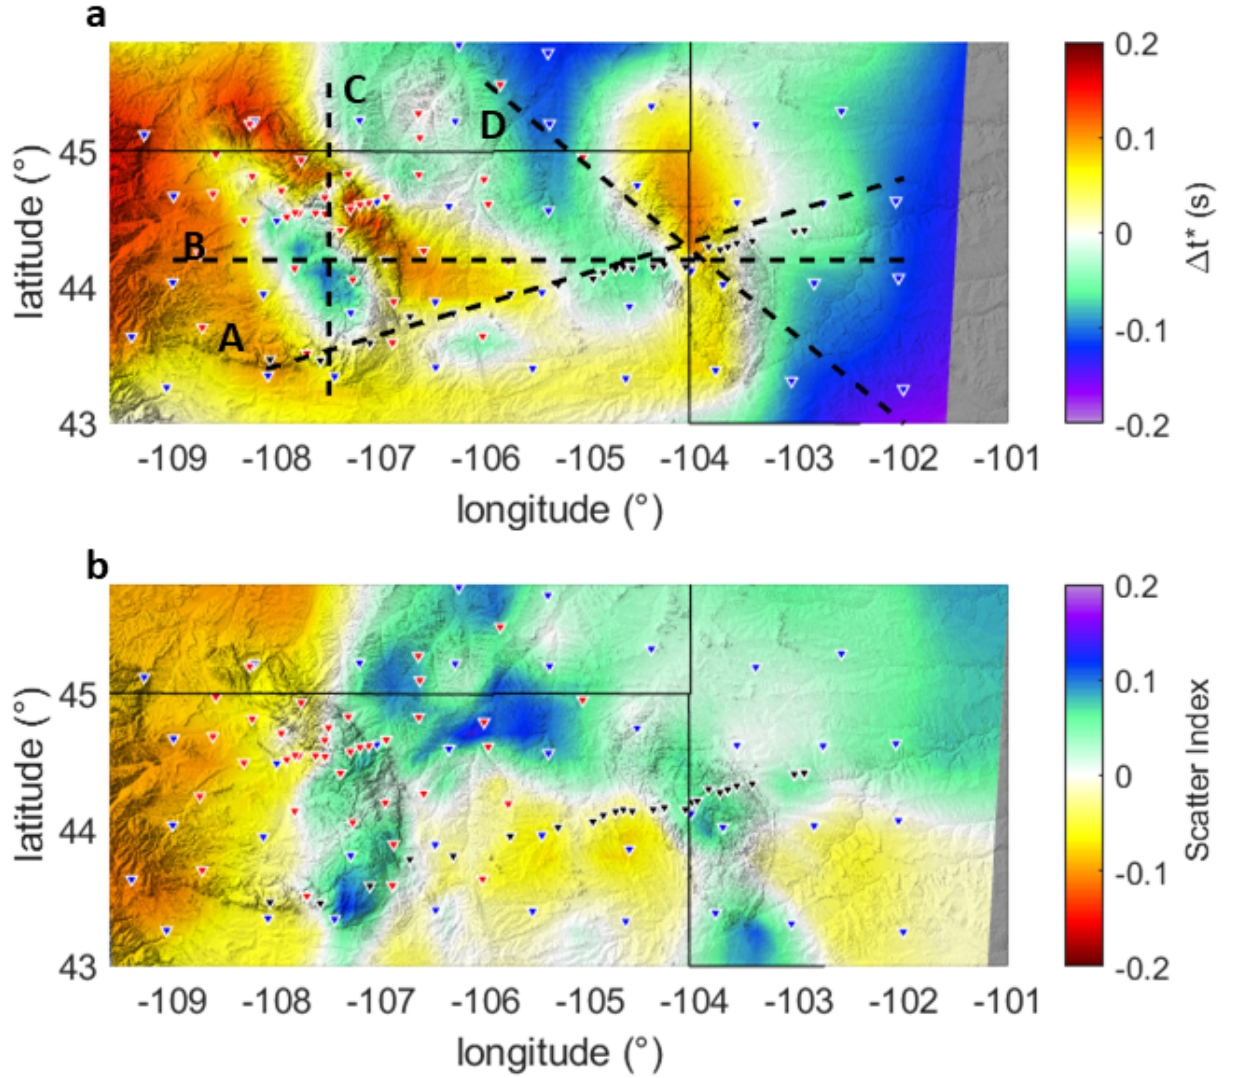 a
C
D
B
A
45
44
43
latitude (°)
-109 -108 -107 -106 -105 -104 -103 -102 -101
longitude (°)
0.2
0.1
0
-0.1
-0.2
Δt* (s)
b
45
44
43
latitude (°)
-109 -108 -107 -106 -105 -104 -103 -102 -101
longitude (°)
0.2
0.1
0
-0.1
-0.2
Scatter Index